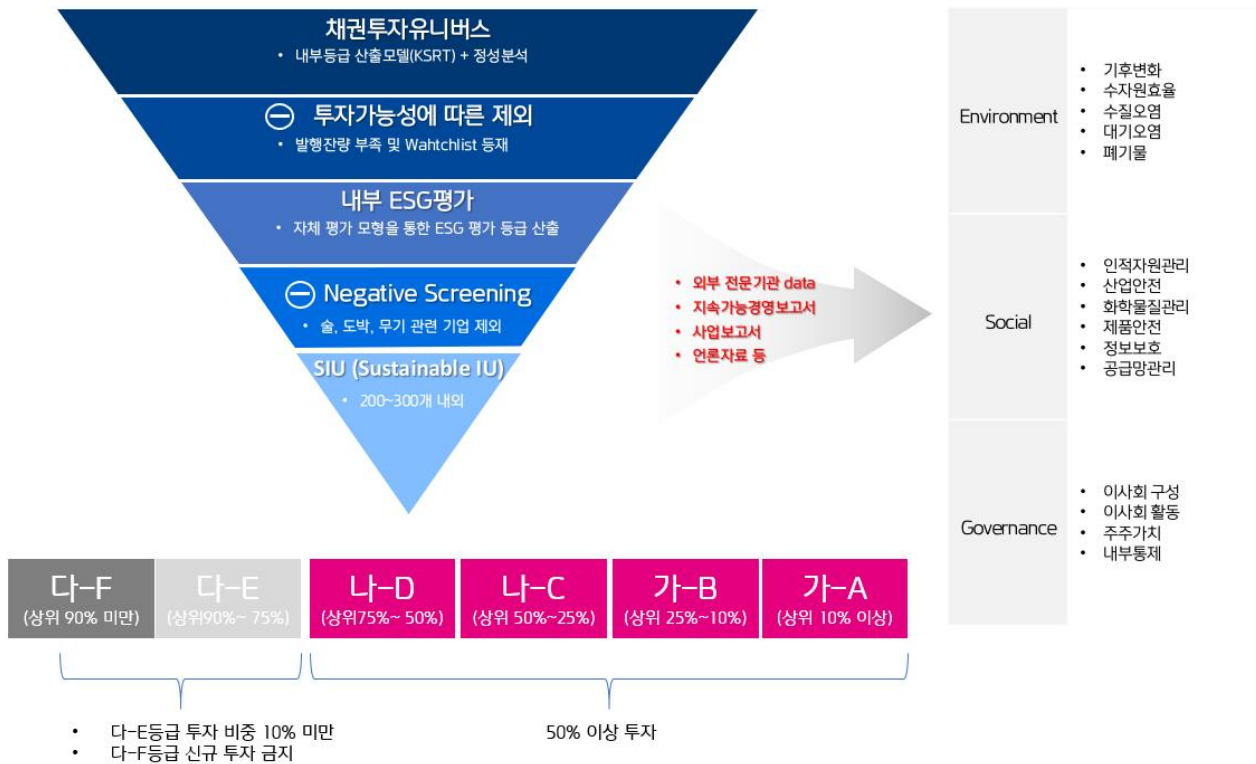 채권투자유니버스
• 내부등급 산출모델(KSRT) + 정성분석
투자가능성에 따른 제외
• 발행잔량 부족 및 Wahtchlist 등재
내부 ESG평가
• 자체 평가 모형을 통한 ESG 평가 등급 산출
Negative Screening
• 술, 도박, 무기 관련 기업 제외
SIU (Sustainable IU)
• 200~300개 내외
• 외부 전문기관 data
• 지속가능경영보고서
• 사업보고서
• 언론자료 등
Environment
• 기후변화
• 수자원효율
• 수질오염
• 대기오염
• 폐기물
Social
• 인적자원관리
• 산업안전
• 화학물질관리
• 제품안전
• 정보보호
• 공급망관리
Governance
• 이사회 구성
• 이사회 활동
• 주주가치
• 내부통제
다-F
(상위 90% 미만)
다-E
(상위90%~ 75%)
나-D
(상위75%~ 50%)
나-C
(상위 50%~25%)
가-B
(상위 25%~10%)
가-A
(상위 10% 이상)
• 다-E등급 투자 비중 10% 미만
• 다-F등급 신규 투자 금지
50% 이상 투자